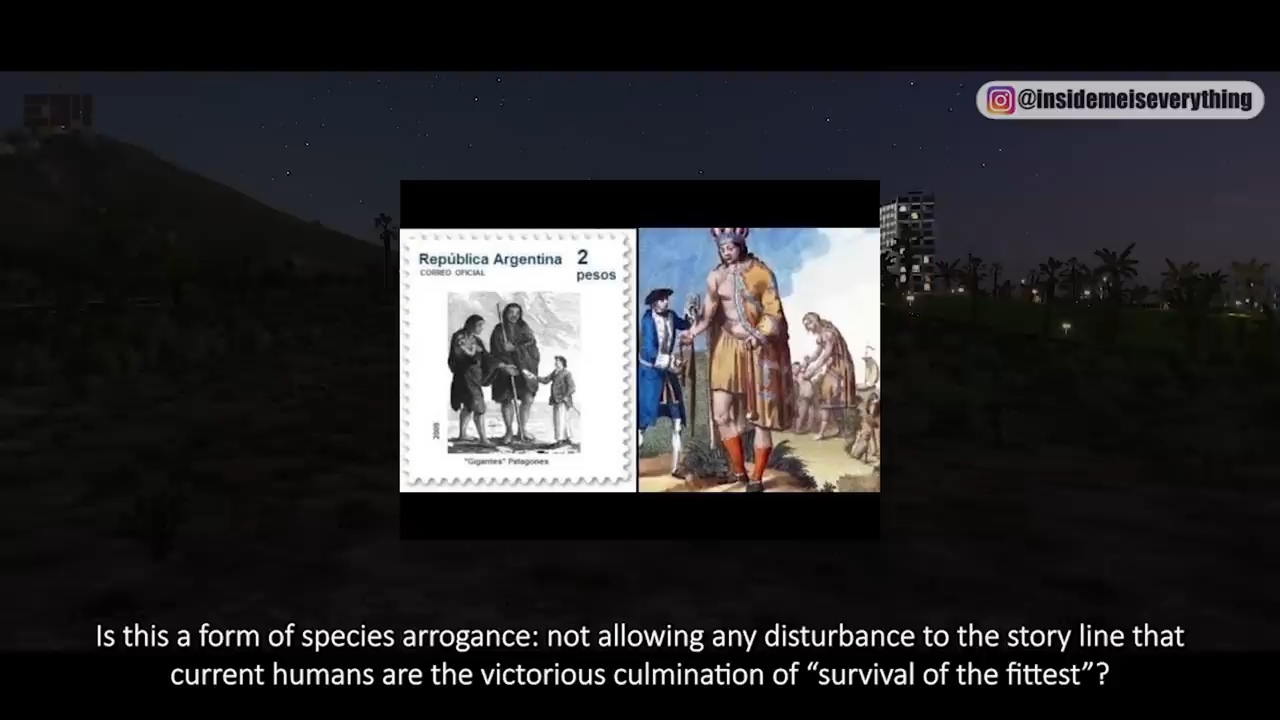 @insidemeiseverything
República Argentina 2
CORREO OFICIAL pesos
2009
"Gigantes" Patagones
Is this a form of species arrogance: not allowing any disturbance to the story line that
current humans are the victorious culmination of “survival of the fittest”?